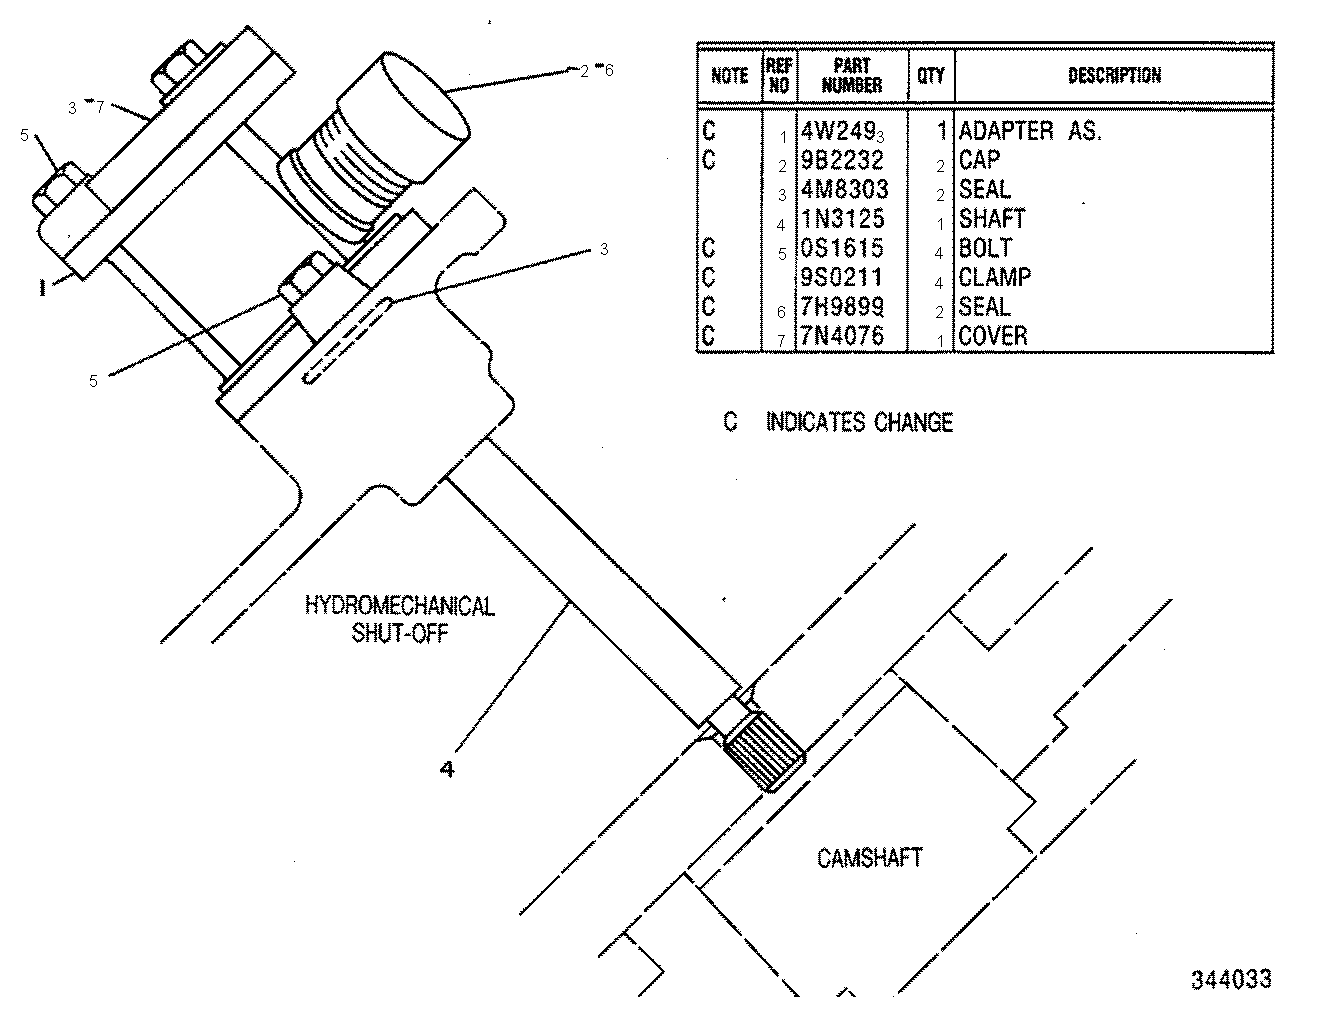 2-6
3-7
5
1
3
5
NOTE REF NO PART NUMBER QTY DESCRIPTION
C 1 4W2493 1 ADAPTER AS.
C 2 9B2232 2 CAP
3 4M8303 2 SEAL
4 1N3125 1 SHAFT
C 5 0S1615 4 BOLT
C 9S0211 4 CLAMP
C 6 7H9899 2 SEAL
C 7 7N4076 1 COVER
C INDICATES CHANGE
HYDROMECHANICAL
SHUT-OFF
4
CAMSHAFT
344033